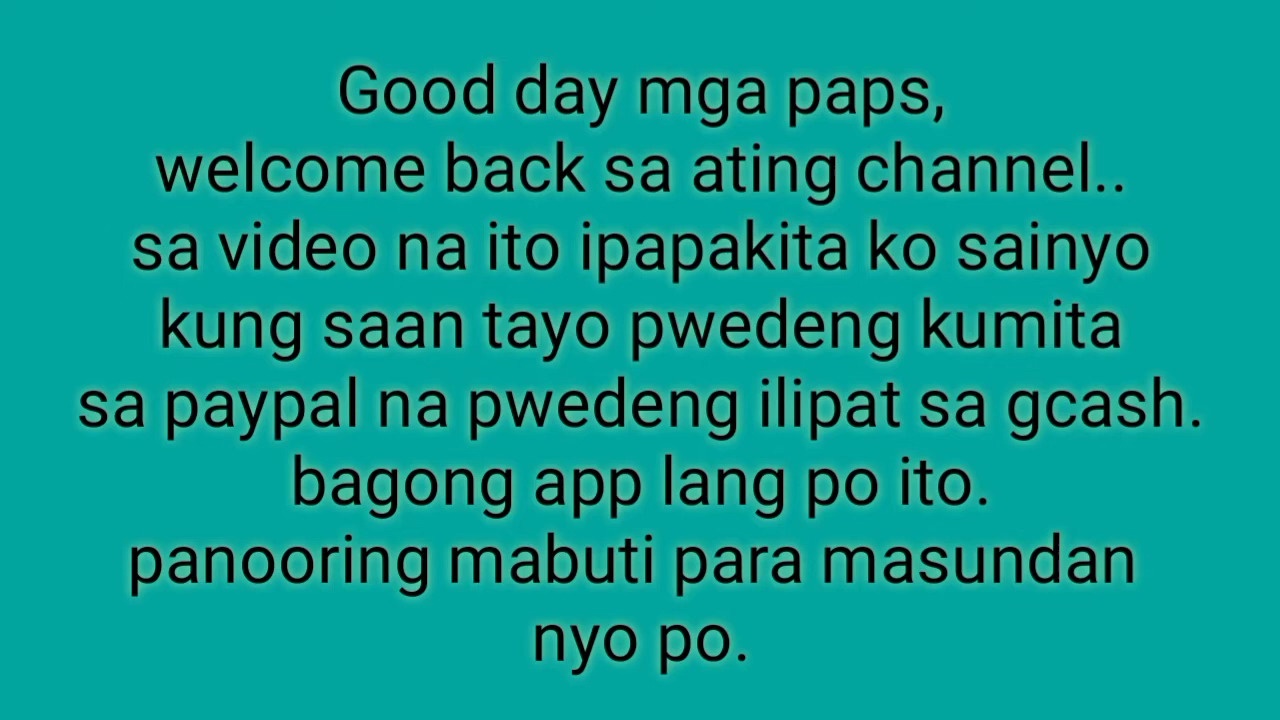 Good day mga paps,
welcome back sa ating channel..
sa video na ito ipapakita ko sainyo
kung saan tayo pwedeng kumita
sa paypal na pwedeng ilipat sa gcash.
bagong app lang po ito.
panooring mabuti para masundan
nyo po.